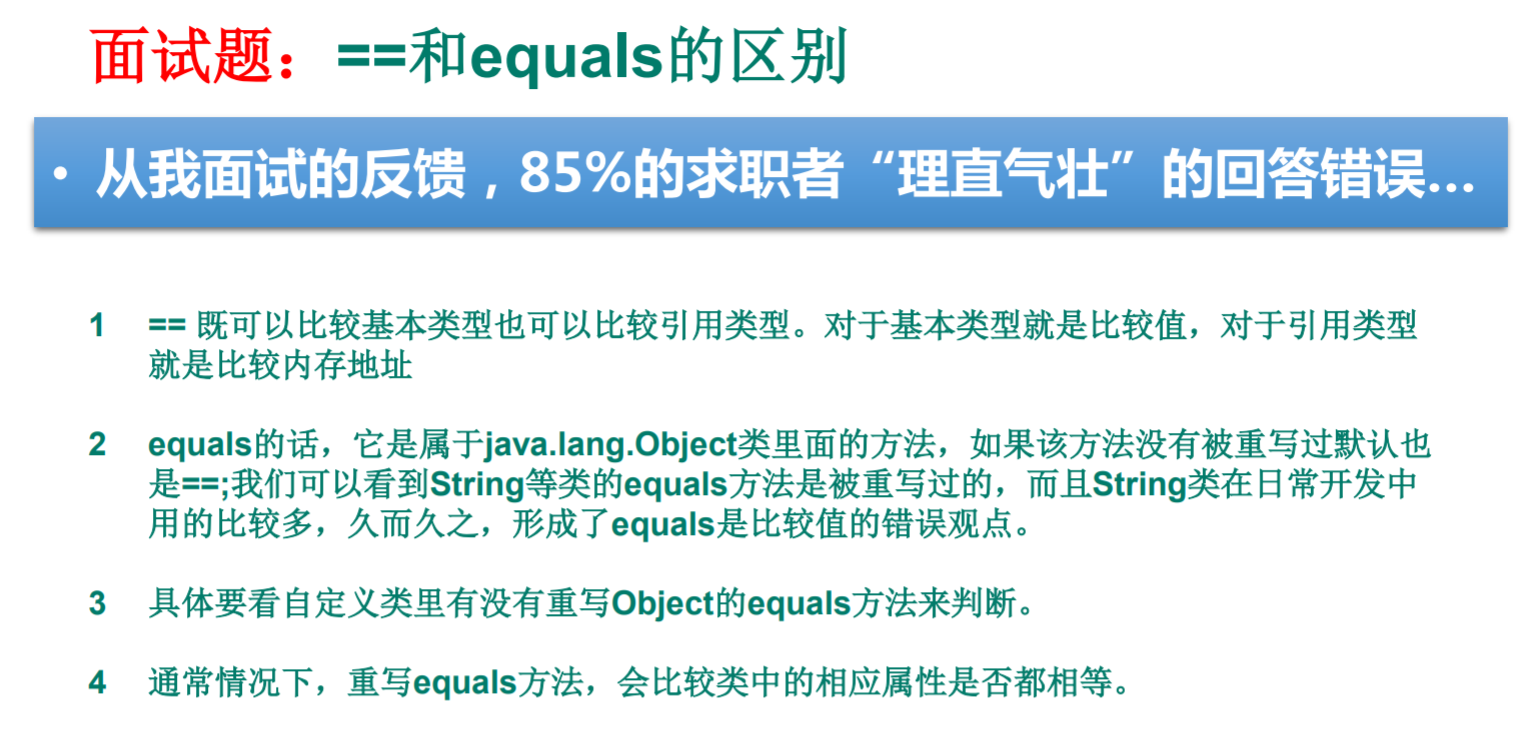 面试题：==和equals的区别
• 从我面试的反馈，85%的求职者“理直气壮”的回答错误…
1 == 既可以比较基本类型也可以比较引用类型。对于基本类型就是比较值，对于引用类型
就是比较内存地址
2 equals的话，它是属于java.lang.Object类里面的方法，如果该方法没有被重写过默认也
是==;我们可以看到String等类的equals方法是被重写过的，而且String类在日常开发中
用的比较多，久而久之，形成了equals是比较值的错误观点。
3 具体要看自定义类里有没有重写Object的equals方法来判断。
4 通常情况下，重写equals方法，会比较类中的相应属性是否都相等。